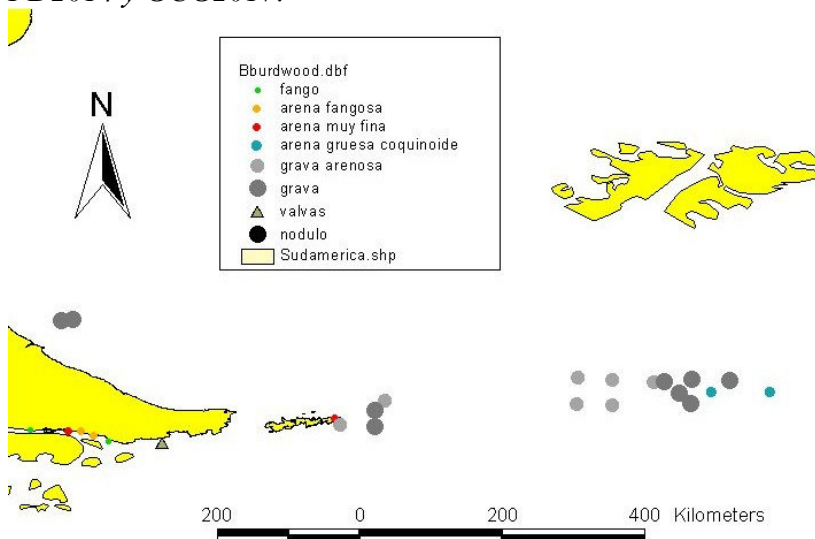 N
Bburdwood.dbf
fango
arena fangosa
arena muy fina
arena gruesa coquinoide
grava arenosa
grava
valvas
nodulo
Sudamerica.shp
200 0 200 400 Kilometers